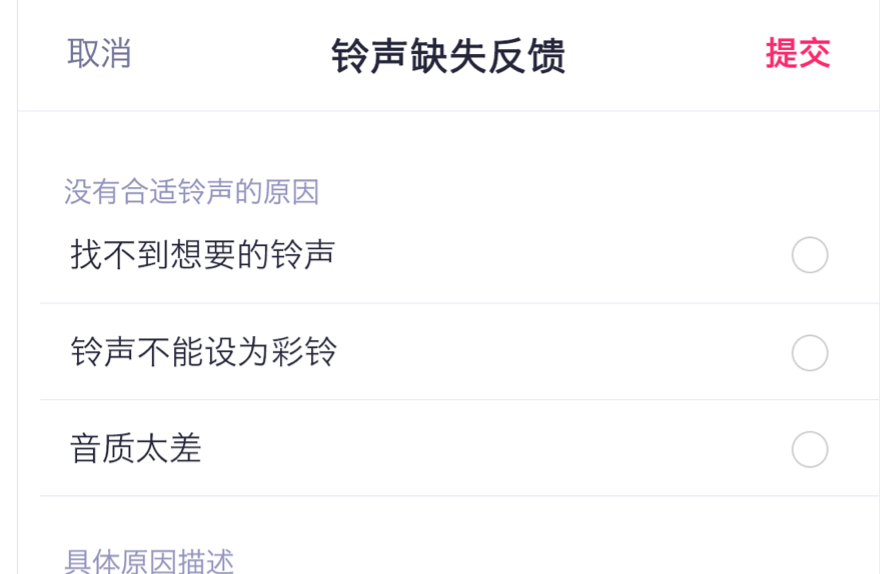 取消 铃声缺失反馈 提交
没有合适铃声的原因
找不到想要的铃声
铃声不能设为彩铃
音质太差
具体原因描述